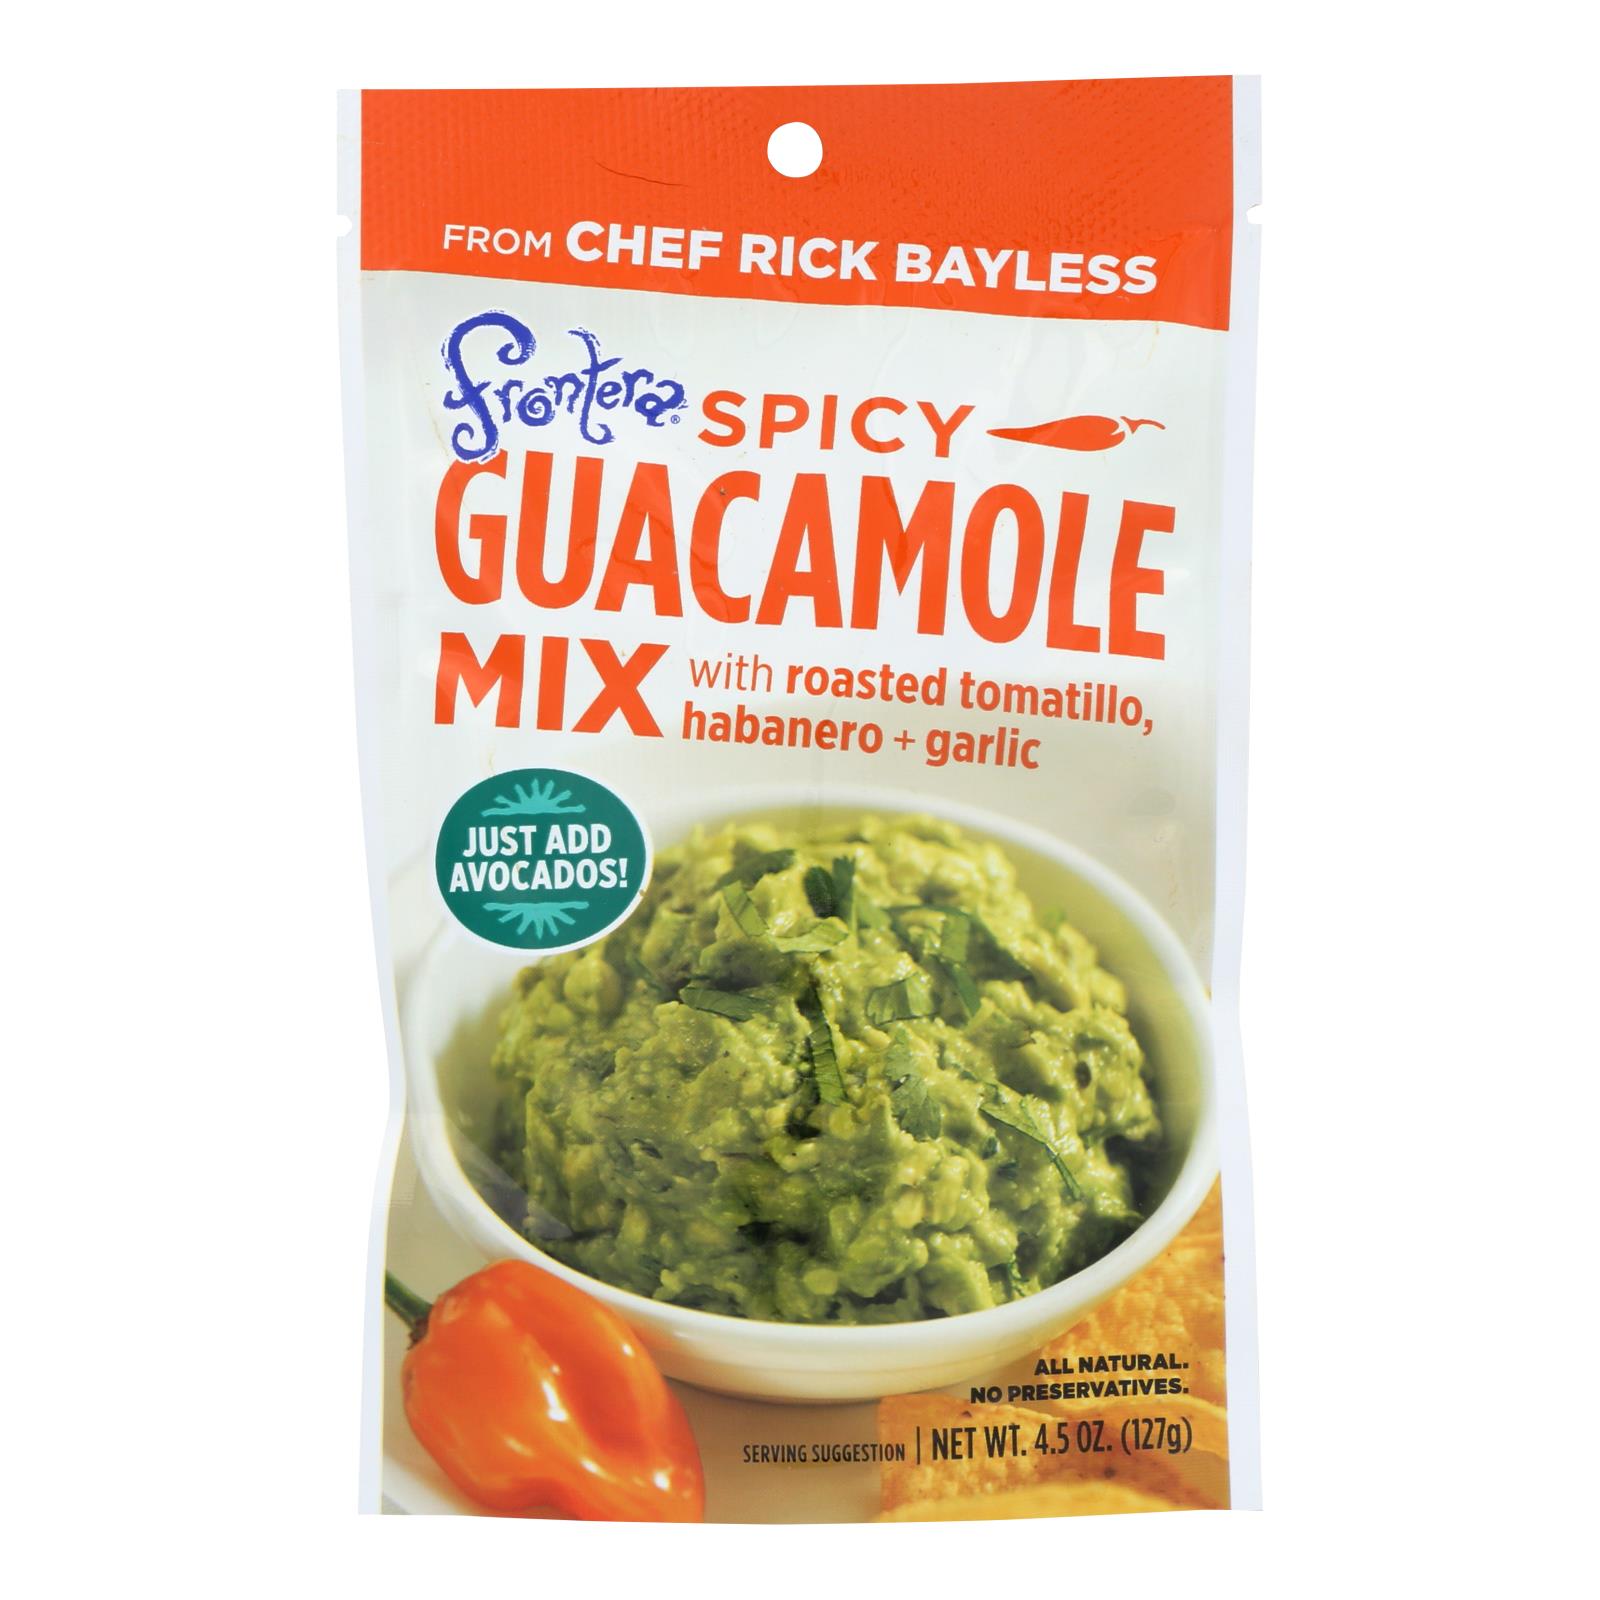 FROM CHEF RICK BAYLESS
frontera® SPICY
GUACAMOLE
MIX with roasted tomatillo,
habanero + garlic
JUST ADD
AVOCADOS!
ALL NATURAL.
NO PRESERVATIVES.
SERVING SUGGESTION | NET WT. 4.5 OZ. (127g)